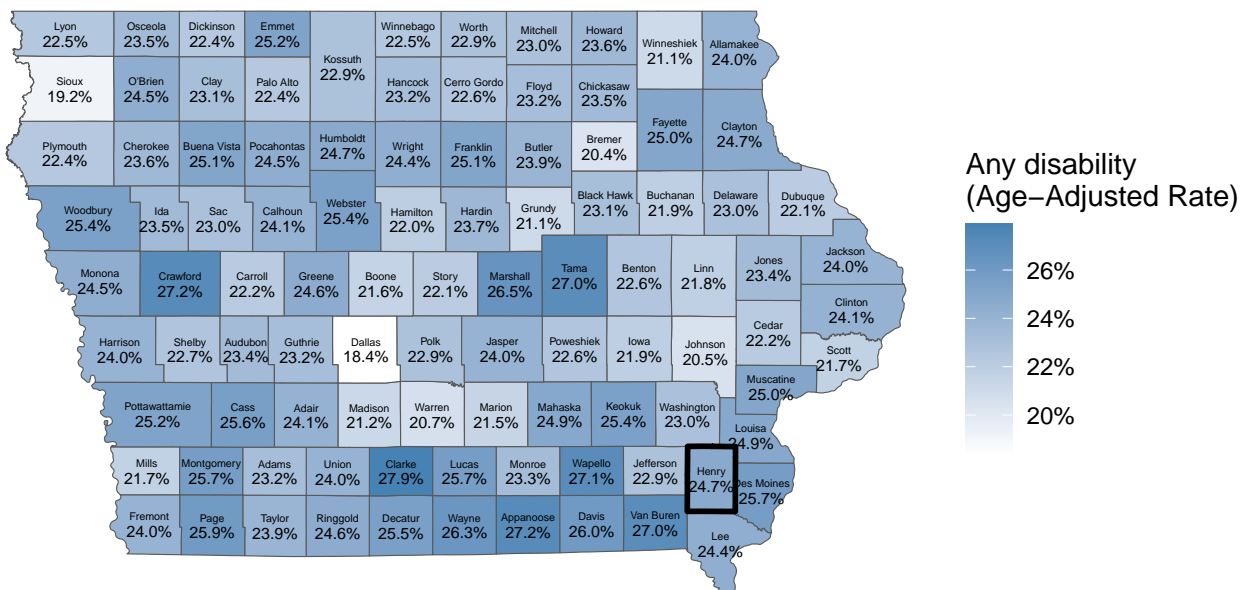 Lyon
22.5%
Osceola
23.5%
Dickinson
22.4%
Emmet
25.2%
Kossuth
22.9%
Winnebago
22.5%
Worth
22.9%
Mitchell
23.0%
Howard
23.6%
Winneshiek
21.1%
Allamakee
24.0%
Sioux
19.2%
O'Brien
24.5%
Clay
23.1%
Palo Alto
22.4%
Hancock
23.2%
Cerro Gordo
22.6%
Floyd
23.2%
Chickasaw
23.5%
Fayette
25.0%
Clayton
24.7%
Plymouth
22.4%
Cherokee
23.6%
Buena Vista
25.1%
Pocahontas
24.5%
Humboldt
24.7%
Wright
24.4%
Franklin
25.1%
Butler
23.9%
Bremer
20.4%
Woodbury
25.4%
Ida
23.5%
Sac
23.0%
Calhoun
24.1%
Webster
25.4%
Hamilton
22.0%
Hardin
23.7%
Grundy
21.1%
Black Hawk
23.1%
Buchanan
21.9%
Delaware
23.0%
Dubuque
22.1%
Monona
24.5%
Crawford
27.2%
Carroll
22.2%
Greene
24.6%
Boone
21.6%
Story
22.1%
Marshall
26.5%
Tama
27.0%
Benton
22.6%
Linn
21.8%
Jones
23.4%
Jackson
24.0%
Clinton
24.1%
Harrison
24.0%
Shelby
22.7%
Audubon
23.4%
Guthrie
23.2%
Dallas
18.4%
Polk
22.9%
Jasper
24.0%
Poweshiek
22.6%
Iowa
21.9%
Johnson
20.5%
Cedar
22.2%
Scott
21.7%
Muscatine
25.0%
Pottawattamie
25.2%
Cass
25.6%
Adair
24.1%
Madison
21.2%
Warren
20.7%
Marion
21.5%
Mahaska
24.9%
Keokuk
25.4%
Washington
23.0%
Louisa
24.9%
Mills
21.7%
Montgomery
25.7%
Adams
23.2%
Union
24.0%
Clarke
27.9%
Lucas
25.7%
Monroe
23.3%
Wapello
27.1%
Jefferson
22.9%
Henry
24.7%
Des Moines
25.7%
Fremont
24.0%
Page
25.9%
Taylor
23.9%
Ringgold
24.6%
Decatur
25.5%
Wayne
26.3%
Appanoose
27.2%
Davis
26.0%
Van Buren
27.0%
Lee
24.4%
Any disability
(Age−Adjusted Rate)
26%
24%
22%
20%